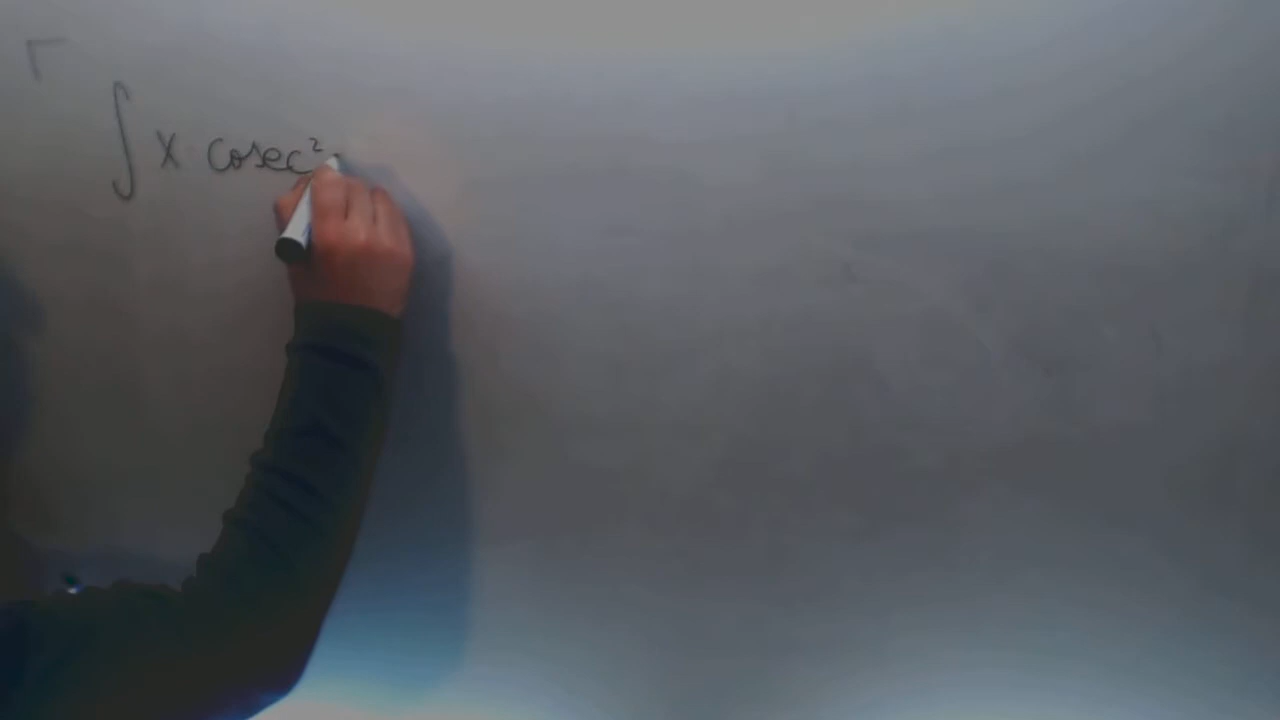 ∫ x cosec²